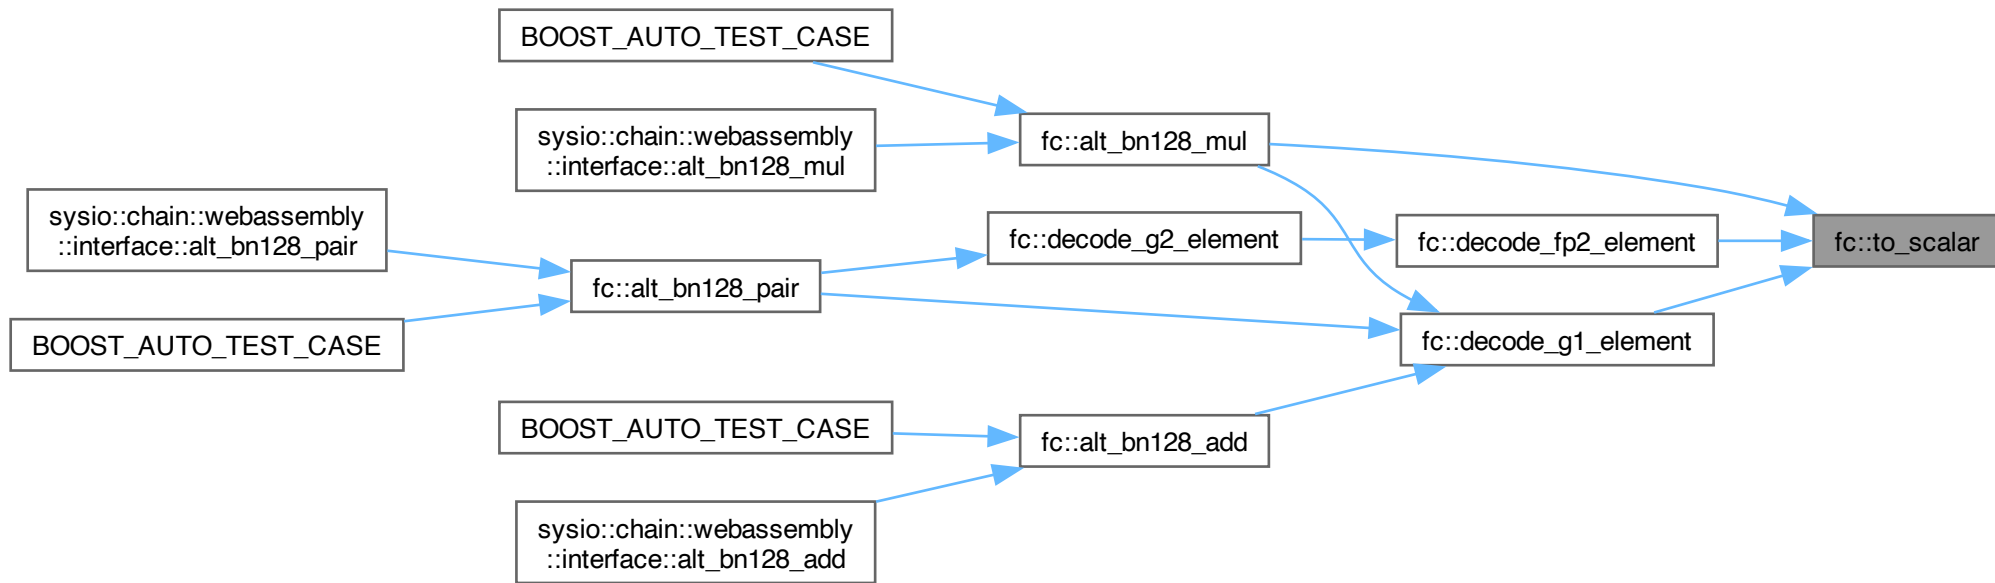 BOOST_AUTO_TEST_CASE
sysio::chain::webassembly
::interface::alt_bn128_mul
fc::alt_bn128_mul
sysio::chain::webassembly
::interface::alt_bn128_pair
fc::decode_g2_element
fc::decode_fp2_element
fc::to_scalar
fc::alt_bn128_pair
BOOST_AUTO_TEST_CASE
fc::decode_g1_element
BOOST_AUTO_TEST_CASE
fc::alt_bn128_add
sysio::chain::webassembly
::interface::alt_bn128_add